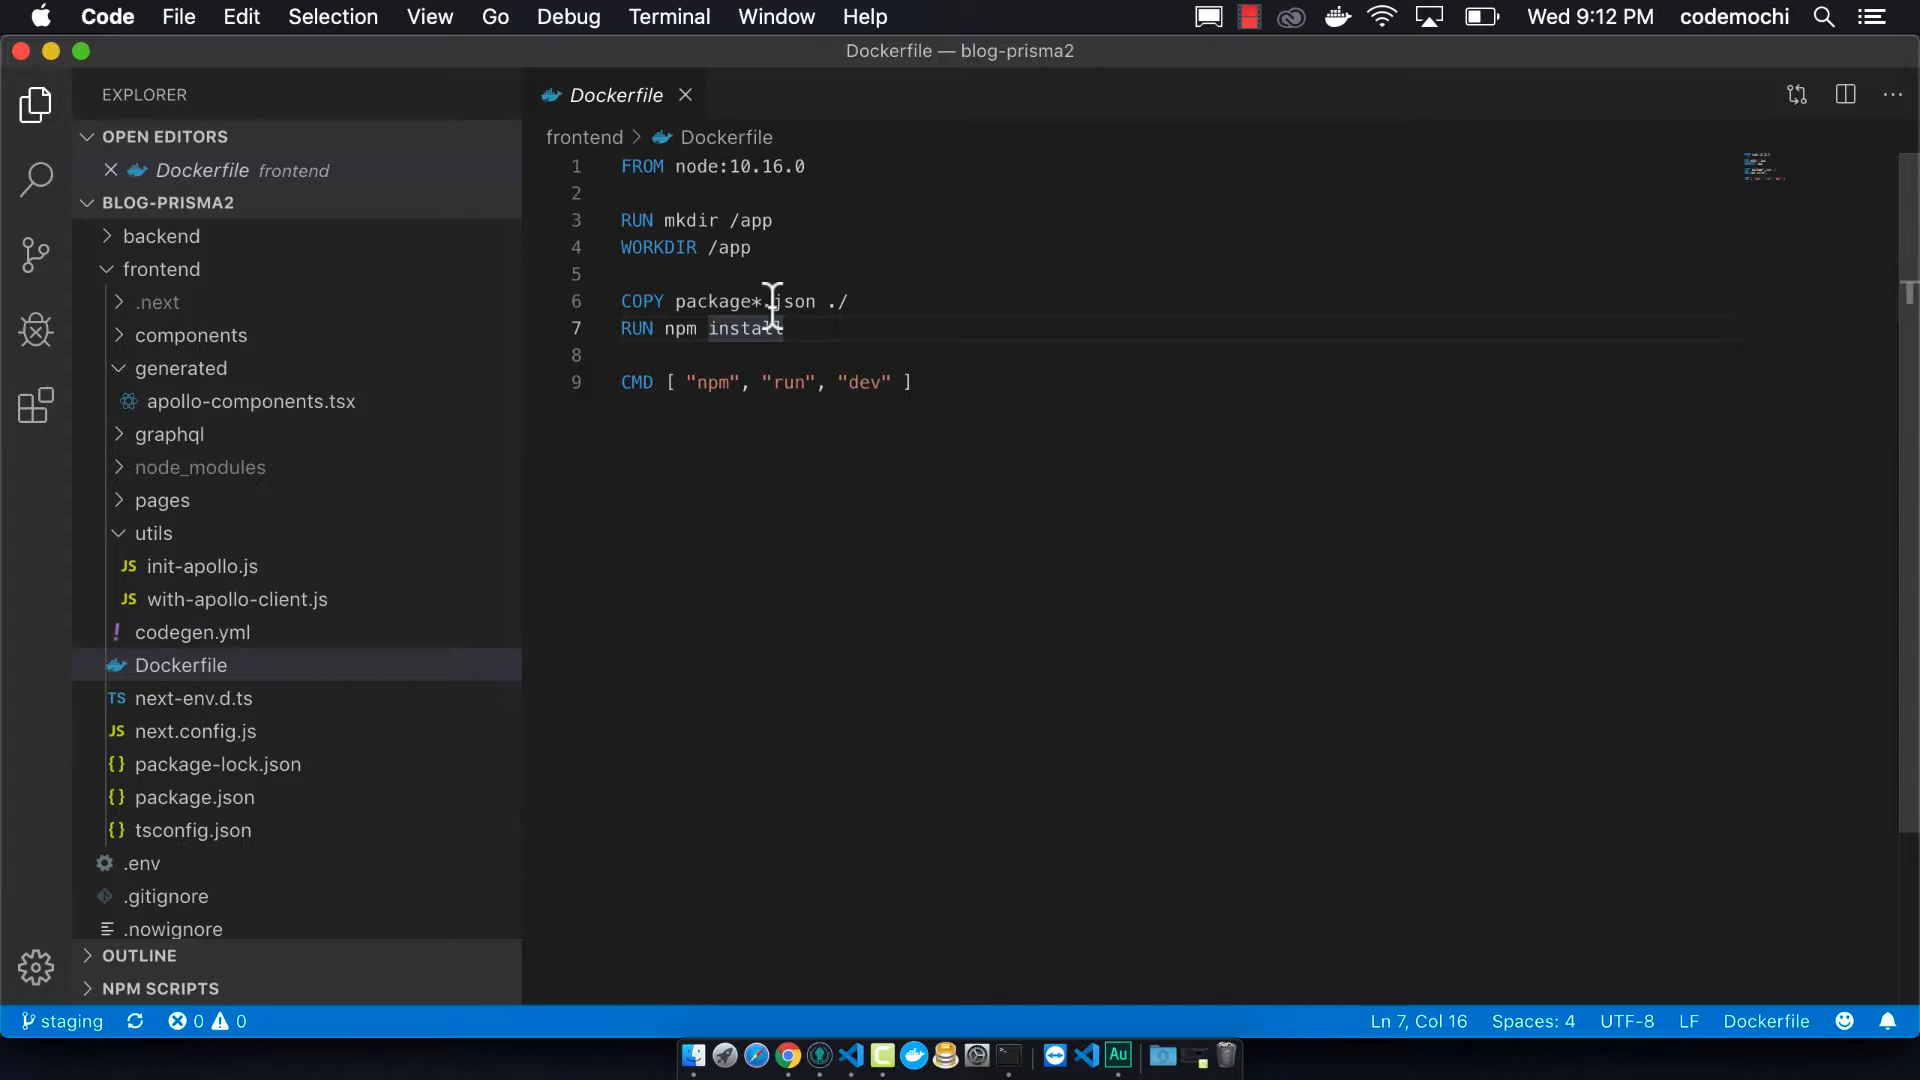 Code File Edit Selection View Go Debug Terminal Window Help Wed 9:12 PM codemochi
Dockerfile — blog-prisma2
EXPLORER
OPEN EDITORS
Dockerfile frontend
BLOG-PRISMA2
backend
frontend
.next
components
generated
apollo-components.tsx
graphql
node_modules
pages
utils
JS init-apollo.js
JS with-apollo-client.js
! codegen.yml
Dockerfile
TS next-env.d.ts
JS next.config.js
{} package-lock.json
{} package.json
{} tsconfig.json
.env
.gitignore
.nowignore
OUTLINE
NPM SCRIPTS
Dockerfile
frontend > Dockerfile
1 FROM node:10.16.0
2
3 RUN mkdir /app
4 WORKDIR /app
5
6 COPY package*.json ./
7 RUN npm install
8
9 CMD [ "npm", "run", "dev" ]
staging 0 0 Ln 7, Col 16 Spaces: 4 UTF-8 LF Dockerfile
Au